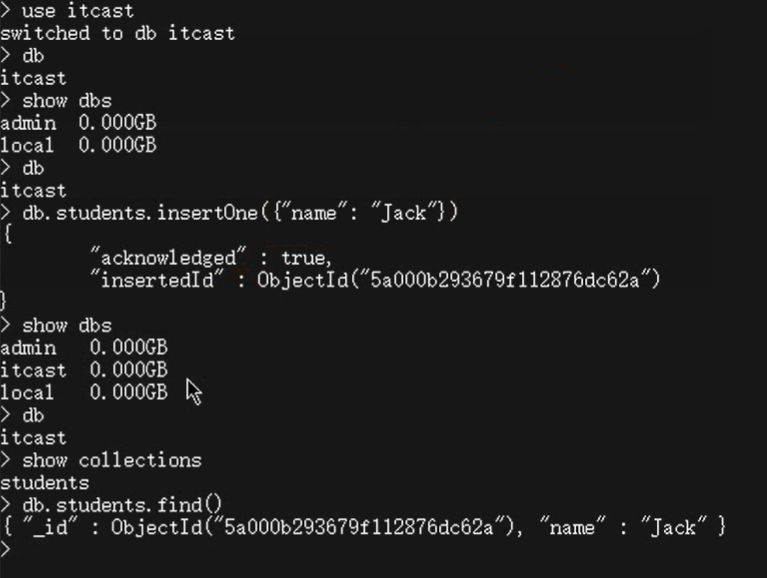 > use itcast
switched to db itcast
> db
itcast
> show dbs
admin  0.000GB
local  0.000GB
> db
itcast
> db.students.insertOne({"name": "Jack"})
{
        "acknowledged" : true,
        "insertedId" : ObjectId("5a000b293679f112876dc62a")
}
> show dbs
admin   0.000GB
itcast  0.000GB
local   0.000GB
> db
itcast
> show collections
students
> db.students.find()
{ "_id" : ObjectId("5a000b293679f112876dc62a"), "name" : "Jack" }
>